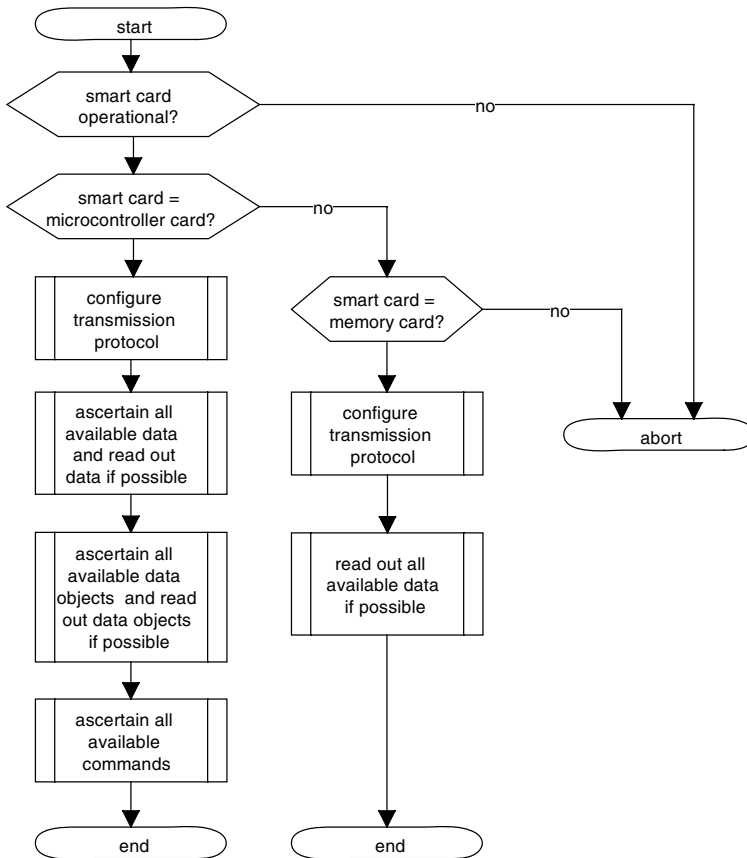 start
smart card
operational?
no
smart card =
microcontroller card?
no
configure
transmission
protocol
smart card =
memory card?
no
ascertain all
available data
and read out
data if possible
configure
transmission
protocol
abort
ascertain all
available data
objects and read
out data objects
if possible
read out all
available data
if possible
ascertain all
available
commands
end
end